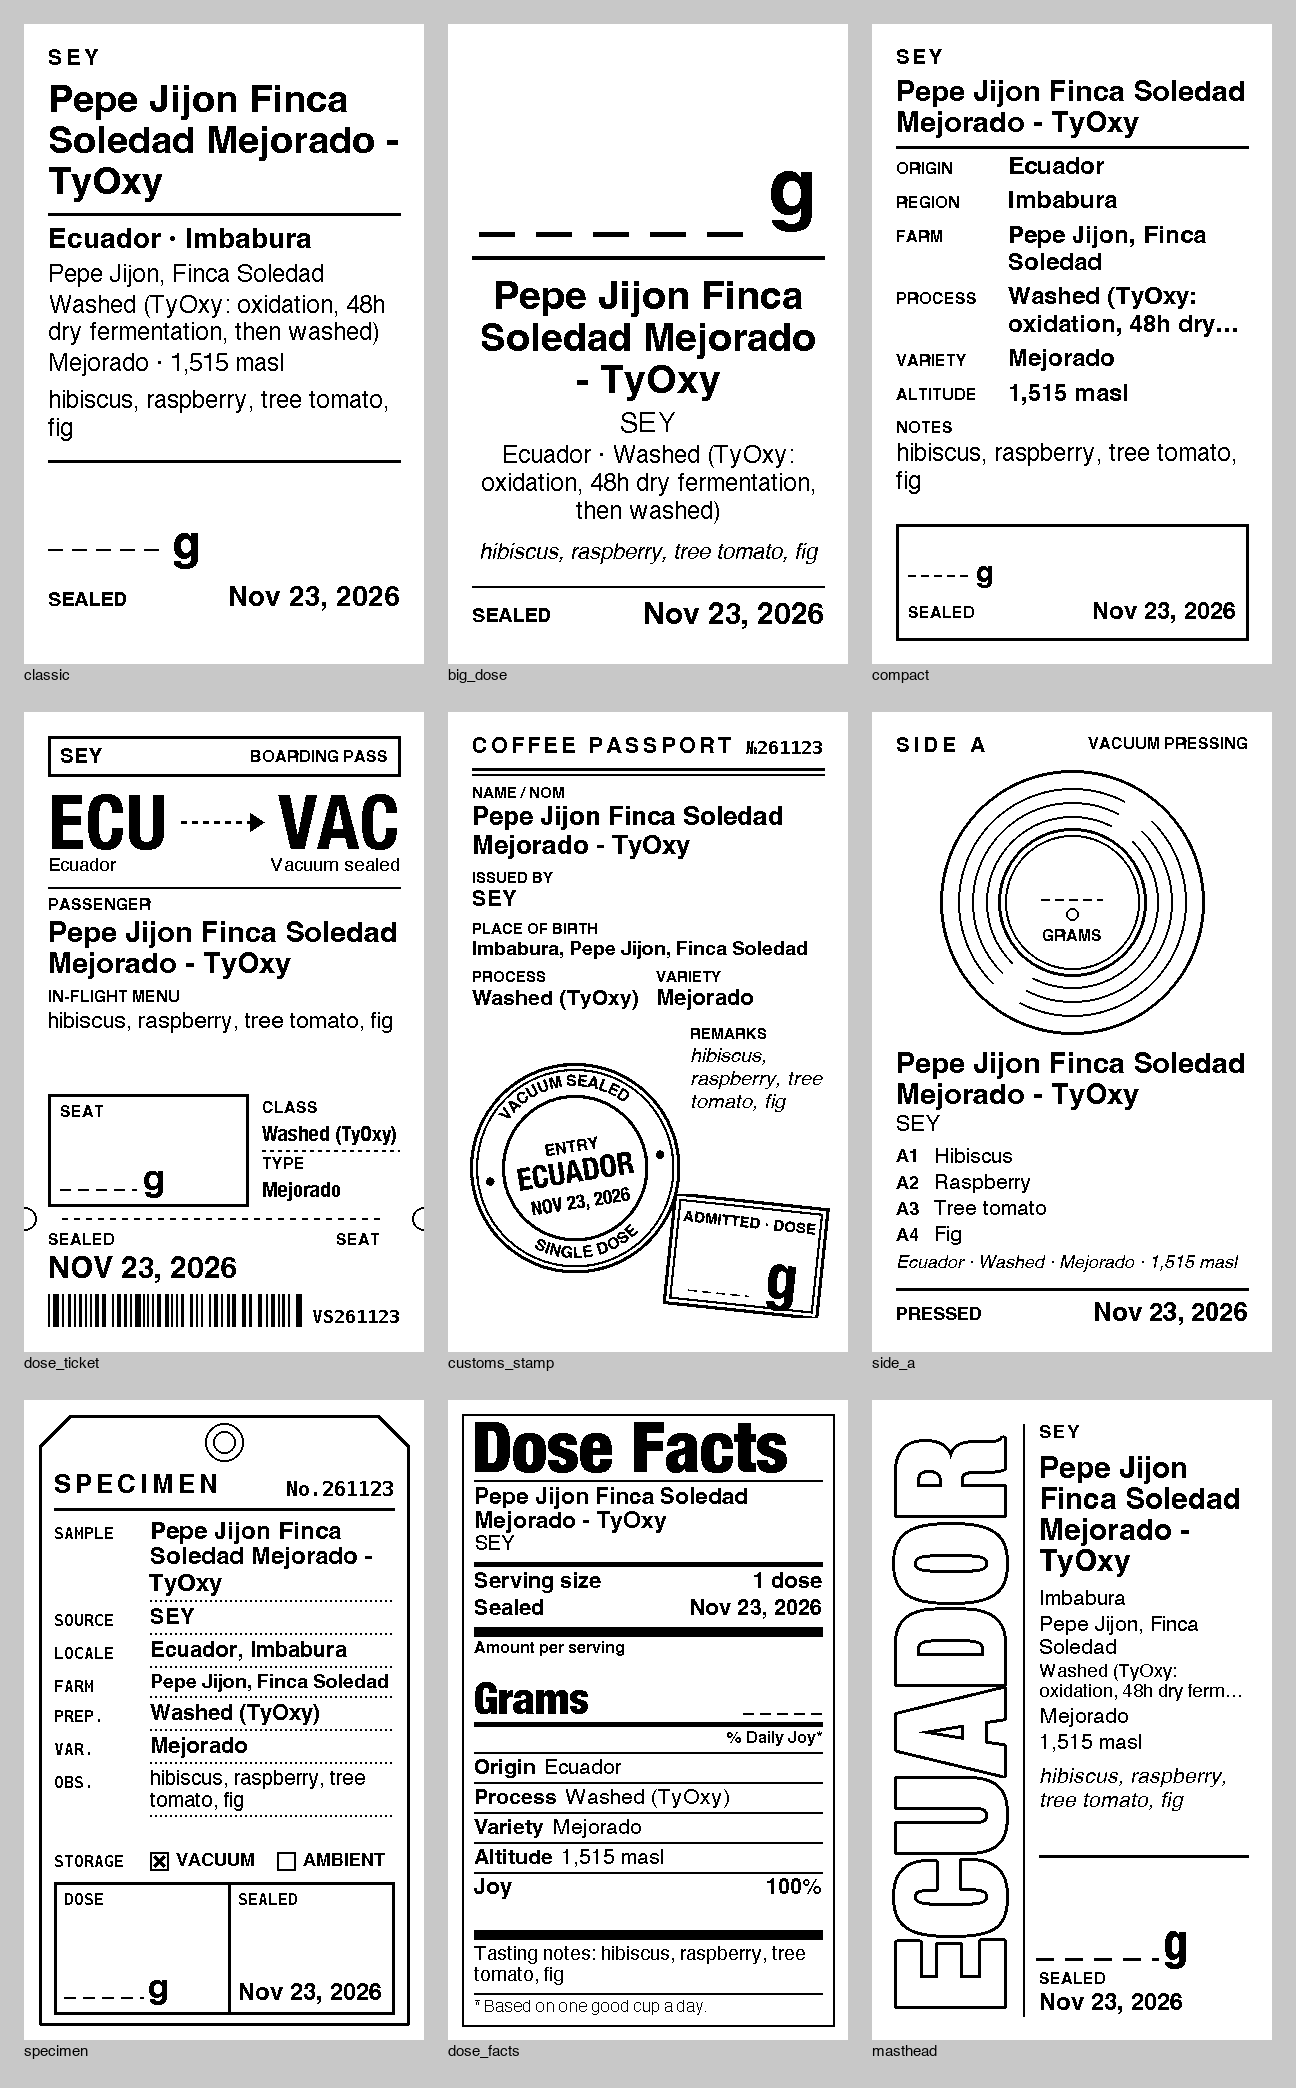 SEY
Pepe Jijon Finca
Soledad Mejorado -
TyOxy
Ecuador · Imbabura
Pepe Jijon, Finca Soledad
Washed (TyOxy: oxidation, 48h
dry fermentation, then washed)
Mejorado · 1,515 masl
hibiscus, raspberry, tree tomato,
fig
_ _ _ _ _ g
SEALED Nov 23, 2026
classic
_ _ _ _ _ g
Pepe Jijon Finca
Soledad Mejorado
- TyOxy
SEY
Ecuador · Washed (TyOxy:
oxidation, 48h dry fermentation,
then washed)
hibiscus, raspberry, tree tomato, fig
SEALED Nov 23, 2026
big_dose
SEY
Pepe Jijon Finca Soledad
Mejorado - TyOxy
ORIGIN Ecuador
REGION Imbabura
FARM Pepe Jijon, Finca
Soledad
PROCESS Washed (TyOxy:
oxidation, 48h dry...
VARIETY Mejorado
ALTITUDE 1,515 masl
NOTES
hibiscus, raspberry, tree tomato,
fig
_ _ _ _ _ g
SEALED Nov 23, 2026
compact
SEY BOARDING PASS
ECU VAC
Ecuador Vacuum sealed
PASSENGER
Pepe Jijon Finca Soledad
Mejorado - TyOxy
IN-FLIGHT MENU
hibiscus, raspberry, tree tomato, fig
SEAT
_ _ _ _ _ g
CLASS
Washed (TyOxy)
TYPE
Mejorado
SEALED SEAT
NOV 23, 2026
VS261123
dose_ticket
COFFEE PASSPORT №261123
NAME / NOM
Pepe Jijon Finca Soledad
Mejorado - TyOxy
ISSUED BY
SEY
PLACE OF BIRTH
Imbabura, Pepe Jijon, Finca Soledad
PROCESS VARIETY
Washed (TyOxy) Mejorado
REMARKS
hibiscus,
raspberry, tree
tomato, fig
VACUUM SEALED
ENTRY
ECUADOR
NOV 23, 2026
SINGLE DOSE
ADMITTED · DOSE
_ _ _ _ _ g
customs_stamp
SIDE A VACUUM PRESSING
_ _ _ _ _
GRAMS
Pepe Jijon Finca Soledad
Mejorado - TyOxy
SEY
A1 Hibiscus
A2 Raspberry
A3 Tree tomato
A4 Fig
Ecuador · Washed · Mejorado · 1,515 masl
PRESSED Nov 23, 2026
side_a
SPECIMEN No.261123
SAMPLE Pepe Jijon Finca
Soledad Mejorado -
TyOxy
SOURCE SEY
LOCALE Ecuador, Imbabura
FARM Pepe Jijon, Finca Soledad
PREP. Washed (TyOxy)
VAR. Mejorado
OBS. hibiscus, raspberry, tree
tomato, fig
STORAGE VACUUM AMBIENT
DOSE SEALED
_ _ _ _ _ g Nov 23, 2026
specimen
Dose Facts
Pepe Jijon Finca Soledad
Mejorado - TyOxy
SEY
Serving size 1 dose
Sealed Nov 23, 2026
Amount per serving
Grams _ _ _ _ _
% Daily Joy*
Origin Ecuador
Process Washed (TyOxy)
Variety Mejorado
Altitude 1,515 masl
Joy 100%
Tasting notes: hibiscus, raspberry, tree
tomato, fig
* Based on one good cup a day.
dose_facts
ECUADOR
SEY
Pepe Jijon
Finca Soledad
Mejorado -
TyOxy
Imbabura
Pepe Jijon, Finca
Soledad
Washed (TyOxy:
oxidation, 48h dry ferm...
Mejorado
1,515 masl
hibiscus, raspberry,
tree tomato, fig
_ _ _ _ _ g
SEALED
Nov 23, 2026
masthead